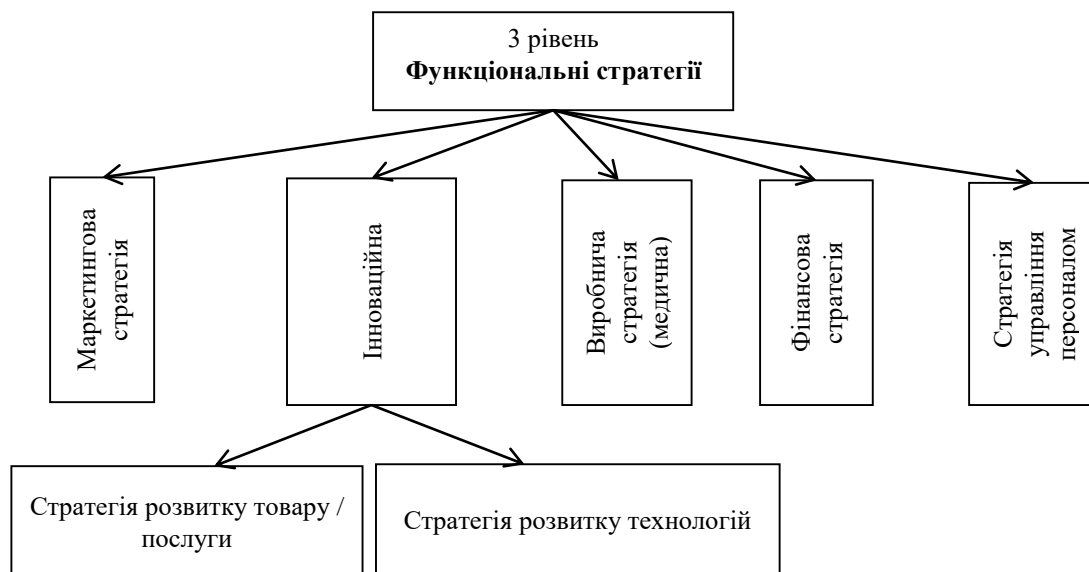 3 рівень
Функціональні стратегії
Маркетингова
стратегія
Інноваційна
Виробнича
стратегія
(медична)
Фінансова
стратегія
Стратегія
управління
персоналом
Стратегія розвитку товару /
послуги
Стратегія розвитку технологій